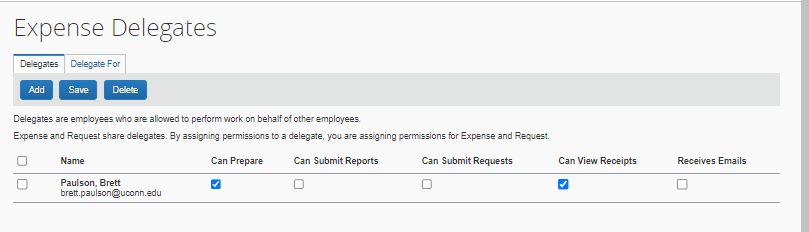 Expense Delegates
Delegates Delegate For
Add Save Delete
Delegates are employees who are allowed to perform work on behalf of other employees.
Expense and Request share delegates. By assigning permissions to a delegate, you are assigning permissions for Expense and Request.
Name Can Prepare Can Submit Reports Can Submit Requests Can View Receipts Receives Emails
Paulson, Brett
brett.paulson@uconn.edu